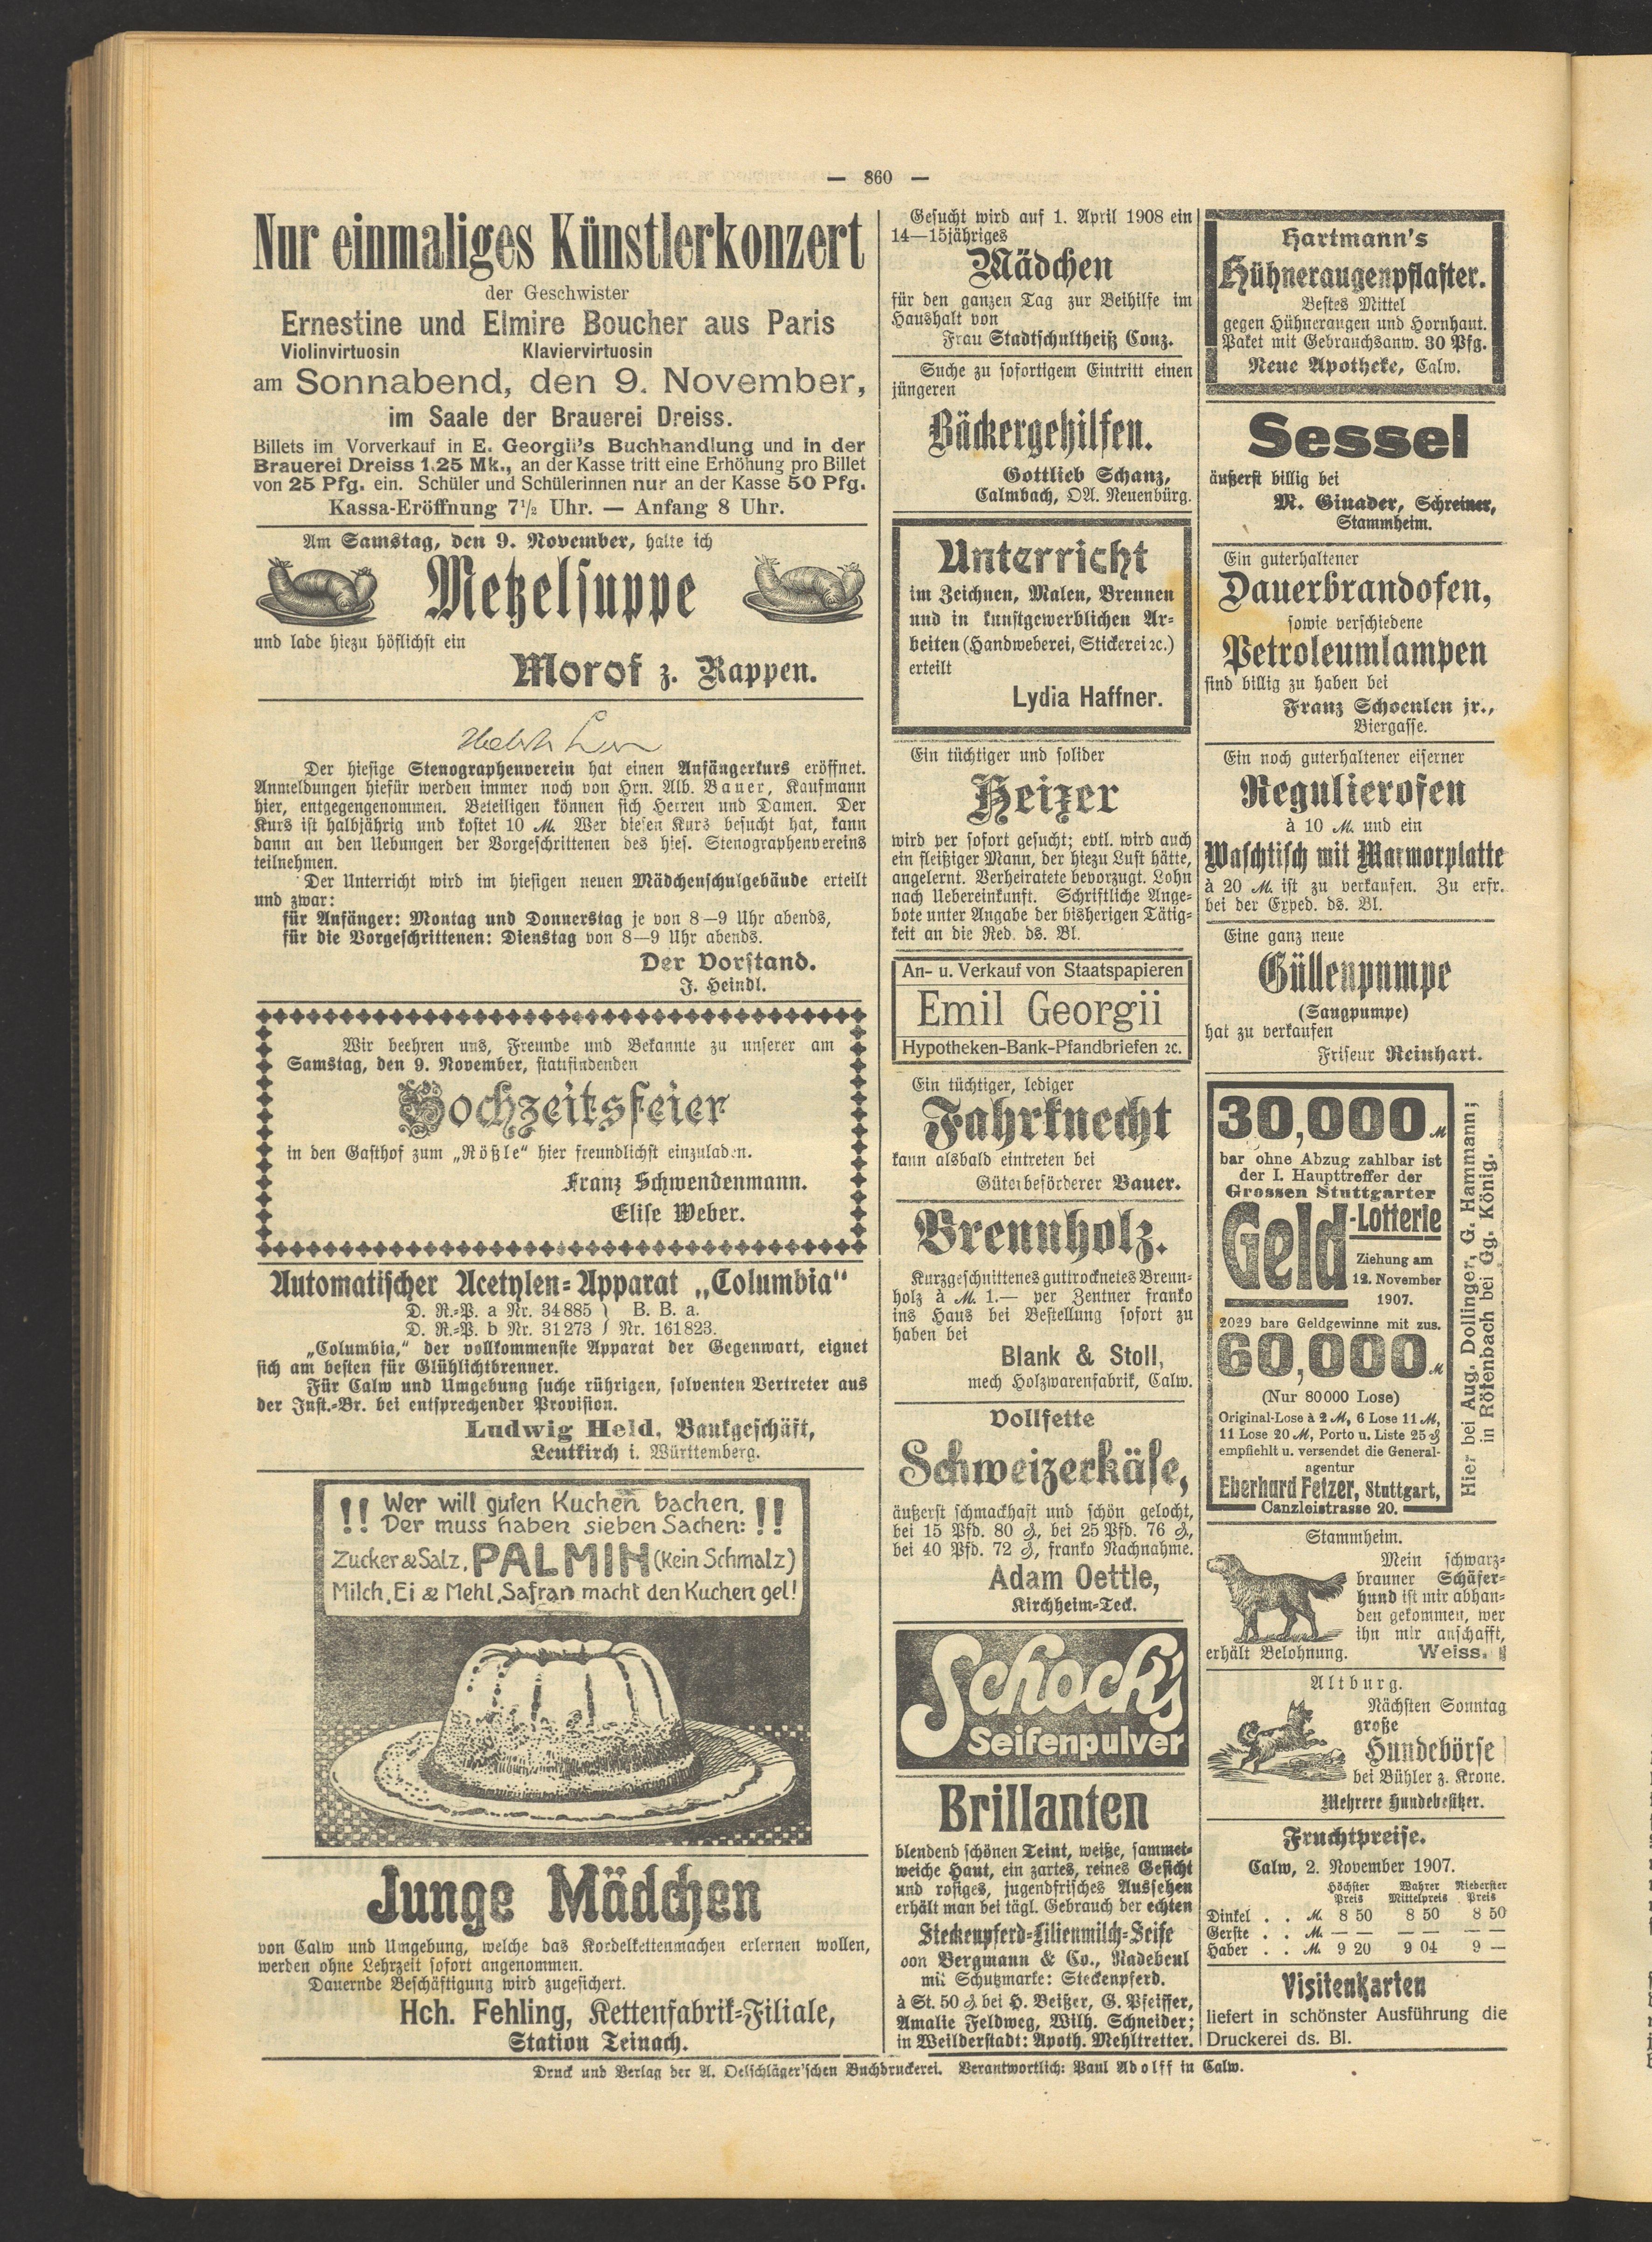 — 860 —
Nur einmaliges Künstlerkonzert
der Geschwister
Ernestine und Elmire Boucher aus Paris
Violinvirtuosin Klaviervirtuosin
am Sonnabend, den 9. November,
im Saale der Brauerei Dreiss.
Billets im Vorverkauf in E. Georgii's Buchhandlung und in der
Brauerei Dreiss 1.25 Mk., an der Kasse tritt eine Erhöhung pro Billet
von 25 Pfg. ein. Schüler und Schülerinnen nur an der Kasse 50 Pfg.
Kassa-Eröffnung 7½ Uhr. — Anfang 8 Uhr.
Am Samstag, den 9. November, halte ich
Metzelsuppe
und lade hiezu höflichst ein
Morof z. Rappen.
Der hiesige Stenographenverein hat einen Anfängerkurs eröffnet.
Anmeldungen hiefür werden immer noch von Hrn. Alb. Bauer, Kaufmann
hier, entgegengenommen. Beteiligen können sich Herren und Damen. Der
Kurs ist halbjährig und kostet 10 M. Wer diesen Kurs besucht hat, kann
dann an den Uebungen der Vorgeschrittenen des hies. Stenographenvereins
teilnehmen.
Der Unterricht wird im hiesigen neuen Mädchenschulgebäude erteilt
und zwar:
für Anfänger: Montag und Donnerstag je von 8—9 Uhr abends,
für die Vorgeschrittenen: Dienstag von 8—9 Uhr abends.
Der Vorstand.
J. Heindl.
Wir beehren uns, Freunde und Bekannte zu unserer am
Samstag, den 9. November, stattfindenden
Hochzeitsfeier
in den Gasthof zum „Rößle“ hier freundlichst einzuladen.
Franz Schwendenmann.
Elise Weber.
Automatischer Acetylen-Apparat „Columbia“
D. R.-P. a Nr. 34885 } B. B. a.
D. R.-P. b Nr. 31273 } Nr. 161823.
„Columbia,“ der vollkommenste Apparat der Gegenwart, eignet
sich am besten für Glühlichtbrenner.
Für Calw und Umgebung suche rührigen, solventen Vertreter aus
der Inst.-Br. bei entsprechender Provision.
Ludwig Held, Bankgeschäft,
Leutkirch i. Württemberg.
!! Wer will guten Kuchen bachen, !!
Der muss haben sieben Sachen:
Zucker & Salz, PALMIN (kein Schmalz)
Milch, Ei & Mehl, Safran macht den Kuchen gel!
Junge Mädchen
von Calw und Umgebung, welche das Kordelkettenmachen erlernen wollen,
werden ohne Lehrzeit sofort angenommen.
Dauernde Beschäftigung wird zugesichert.
Hch. Fehling, Kettenfabrik-Filiale,
Station Teinach.
Gesucht wird auf 1. April 1908 ein
14—15jähriges
Mädchen
für den ganzen Tag zur Beihilfe im
Haushalt von
Frau Stadtschultheiß Conz.
Suche zu sofortigem Eintritt einen
jüngeren
Bäckergehilfen.
Gottlieb Schanz,
Calmbach, OA. Neuenbürg.
Unterricht
im Zeichnen, Malen, Brennen
und in kunstgewerblichen Ar-
beiten (Handweberei, Stickerei ꝛc.)
erteilt
Lydia Haffner.
Ein tüchtiger und solider
Heizer
wird per sofort gesucht; evtl. wird auch
ein fleißiger Mann, der hiezu Lust hätte,
angelernt. Verheiratete bevorzugt. Lohn
nach Uebereinkunft. Schriftliche Ange-
bote unter Angabe der bisherigen Tätig-
keit an die Red. ds. Bl.
An- u. Verkauf von Staatspapieren
Emil Georgii
Hypotheken-Bank-Pfandbriefen ꝛc.
Ein tüchtiger, lediger
Fahrknecht
kann alsbald eintreten bei
Güterbeförderer Bauer.
Brennholz.
Kurzgeschnittenes guttrocknetes Brenn-
holz à M. 1.— per Zentner franko
ins Haus bei Bestellung sofort zu
haben bei
Blank & Stoll,
mech Holzwarenfabrik, Calw.
Vollfette
Schweizerkäse,
äußerst schmackhaft und schön gelocht,
bei 15 Pfd. 80 ₰, bei 25 Pfd. 76 ₰,
bei 40 Pfd. 72 ₰, franko Nachnahme.
Adam Oettle,
Kirchheim-Teck.
Schoch's
Seifenpulver
Brillanten
blendend schönen Teint, weiße, sammet-
weiche Haut, ein zartes, reines Gesicht
und rosiges, jugendfrisches Aussehen
erhält man bei tägl. Gebrauch der echten
Steckenpferd-Lilienmilch-Seife
von Bergmann & Co., Radebeul
mit Schutzmarke: Steckenpferd.
à St. 50 ₰ bei H. Beißer, G. Pfeiffer,
Amalie Feldweg, Wilh. Schneider;
in Weilderstadt: Apoth. Mehltretter.
Hartmann's
Hühneraugenpflaster.
Bestes Mittel
gegen Hühneraugen und Hornhaut.
Paket mit Gebrauchsanw. 30 Pfg.
Neue Apotheke, Calw.
Sessel
äußerst billig bei
M. Ginader, Schreiner,
Stammheim.
Ein guterhaltener
Dauerbrandofen,
sowie verschiedene
Petroleumlampen
sind billig zu haben bei
Franz Schoenlen jr.,
Biergasse.
Ein noch guterhaltener eiserner
Regulierofen
à 10 M. und ein
Waschtisch mit Marmorplatte
à 20 M. ist zu verkaufen. Zu erfr.
bei der Exped. ds. Bl.
Eine ganz neue
Güllenpumpe
(Saugpumpe)
hat zu verkaufen
Friseur Reinhart.
30,000 M
bar ohne Abzug zahlbar ist
der I. Haupttreffer der
Grossen Stuttgarter
Geld-Lotterie
Ziehung am
12. November
1907.
2029 bare Geldgewinne mit zus.
60,000 M
(Nur 80000 Lose)
Original-Lose à 2 M, 6 Lose 11 M,
11 Lose 20 M, Porto u. Liste 25 ₰
empfiehlt u. versendet die General-
agentur
Eberhard Fetzer, Stuttgart,
Canzleistrasse 20.
Hier bei Aug. Dollinger, G. Hammann;
in Rötenbach bei Gg. König.
Stammheim.
Mein schwarz-
brauner Schäfer-
hund ist mir abhan-
den gekommen, wer
ihn mir anschafft,
erhält Belohnung. Weiss.
Altburg.
Nächsten Sonntag
große
Hundebörse
bei Bühler z. Krone.
Mehrere Hundebesitzer.
Fruchtpreise.
Calw, 2. November 1907.
Höchster Wahrer Niederster
Preis Mittelpreis Preis
Dinkel . . M. 8 50 8 50 8 50
Gerste . . M. — — — — — —
Haber . . M. 9 20 9 04 9 —
Visitenkarten
liefert in schönster Ausführung die
Druckerei ds. Bl.
Druck und Verlag der A. Oelschläger'schen Buchdruckerei. Verantwortlich: Paul Adolff in Calw.